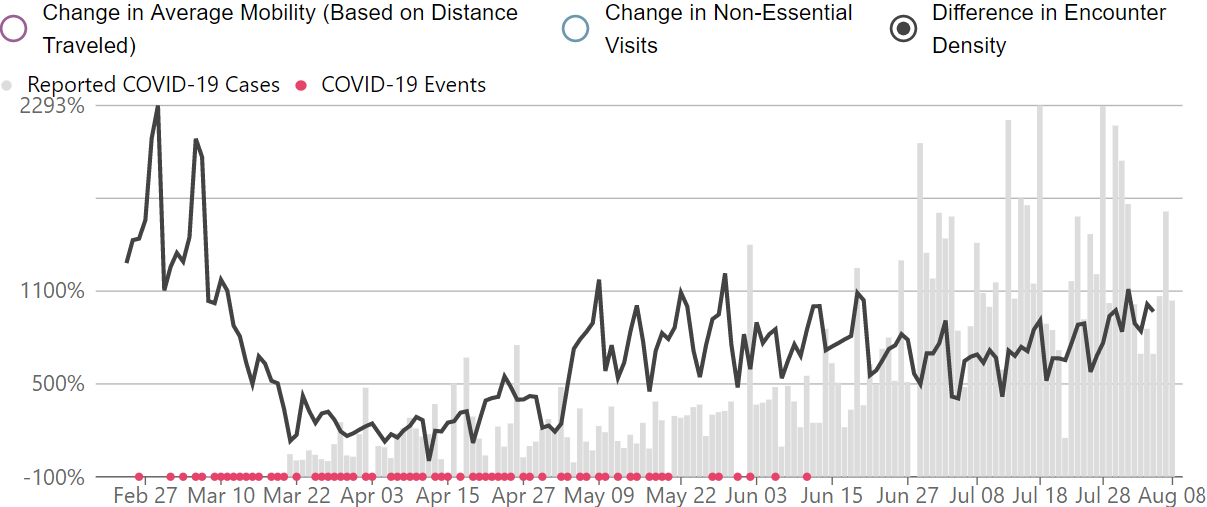 Change in Average Mobility (Based on Distance Traveled)
Change in Non-Essential Visits
Difference in Encounter Density
Reported COVID-19 Cases
COVID-19 Events
2293%
1100%
500%
-100%
Feb 27 Mar 10 Mar 22 Apr 03 Apr 15 Apr 27 May 09 May 22 Jun 03 Jun 15 Jun 27 Jul 08 Jul 18 Jul 28 Aug 08